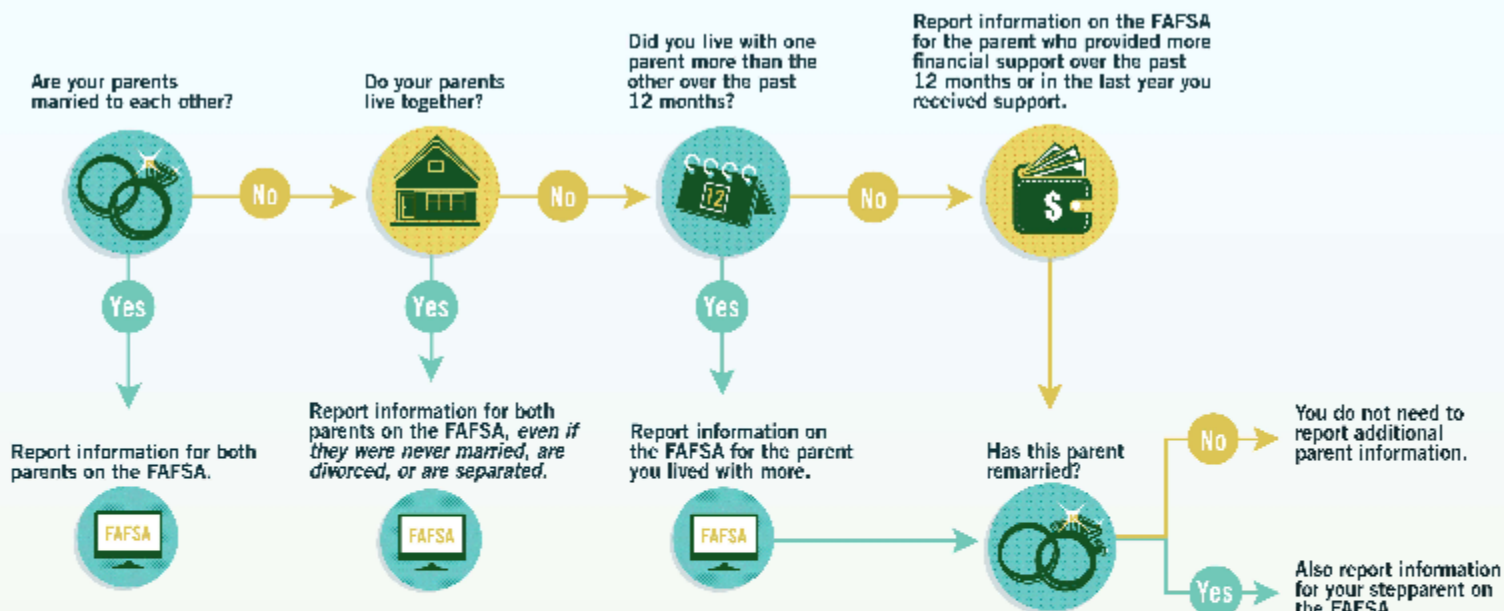 Are your parents
married to each other?
No
Do your parents
live together?
No
Did you live with one
parent more than the
other over the past
12 months?
12
No
Report information on the FAFSA
for the parent who provided more
financial support over the past
12 months or in the last year you
received support.
$
Yes
Yes
Yes
Report information for both
parents on the FAFSA.
FAFSA
Report information for both
parents on the FAFSA, even if
they were never married, are
divorced, or are separated.
FAFSA
Report information on
the FAFSA for the parent
you lived with more.
FAFSA
Has this parent
remarried?
No
You do not need to
report additional
parent information.
Yes
Also report information
for your stepparent on
the FAFSA